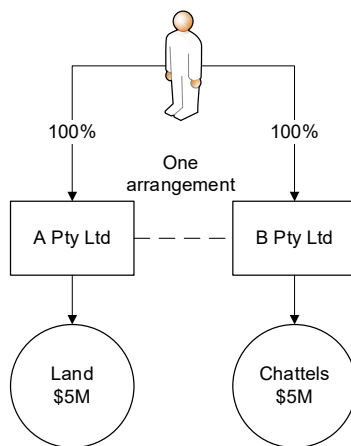 100%
100%
One
arrangement
A Pty Ltd
B Pty Ltd
Land
$5M
Chattels
$5M